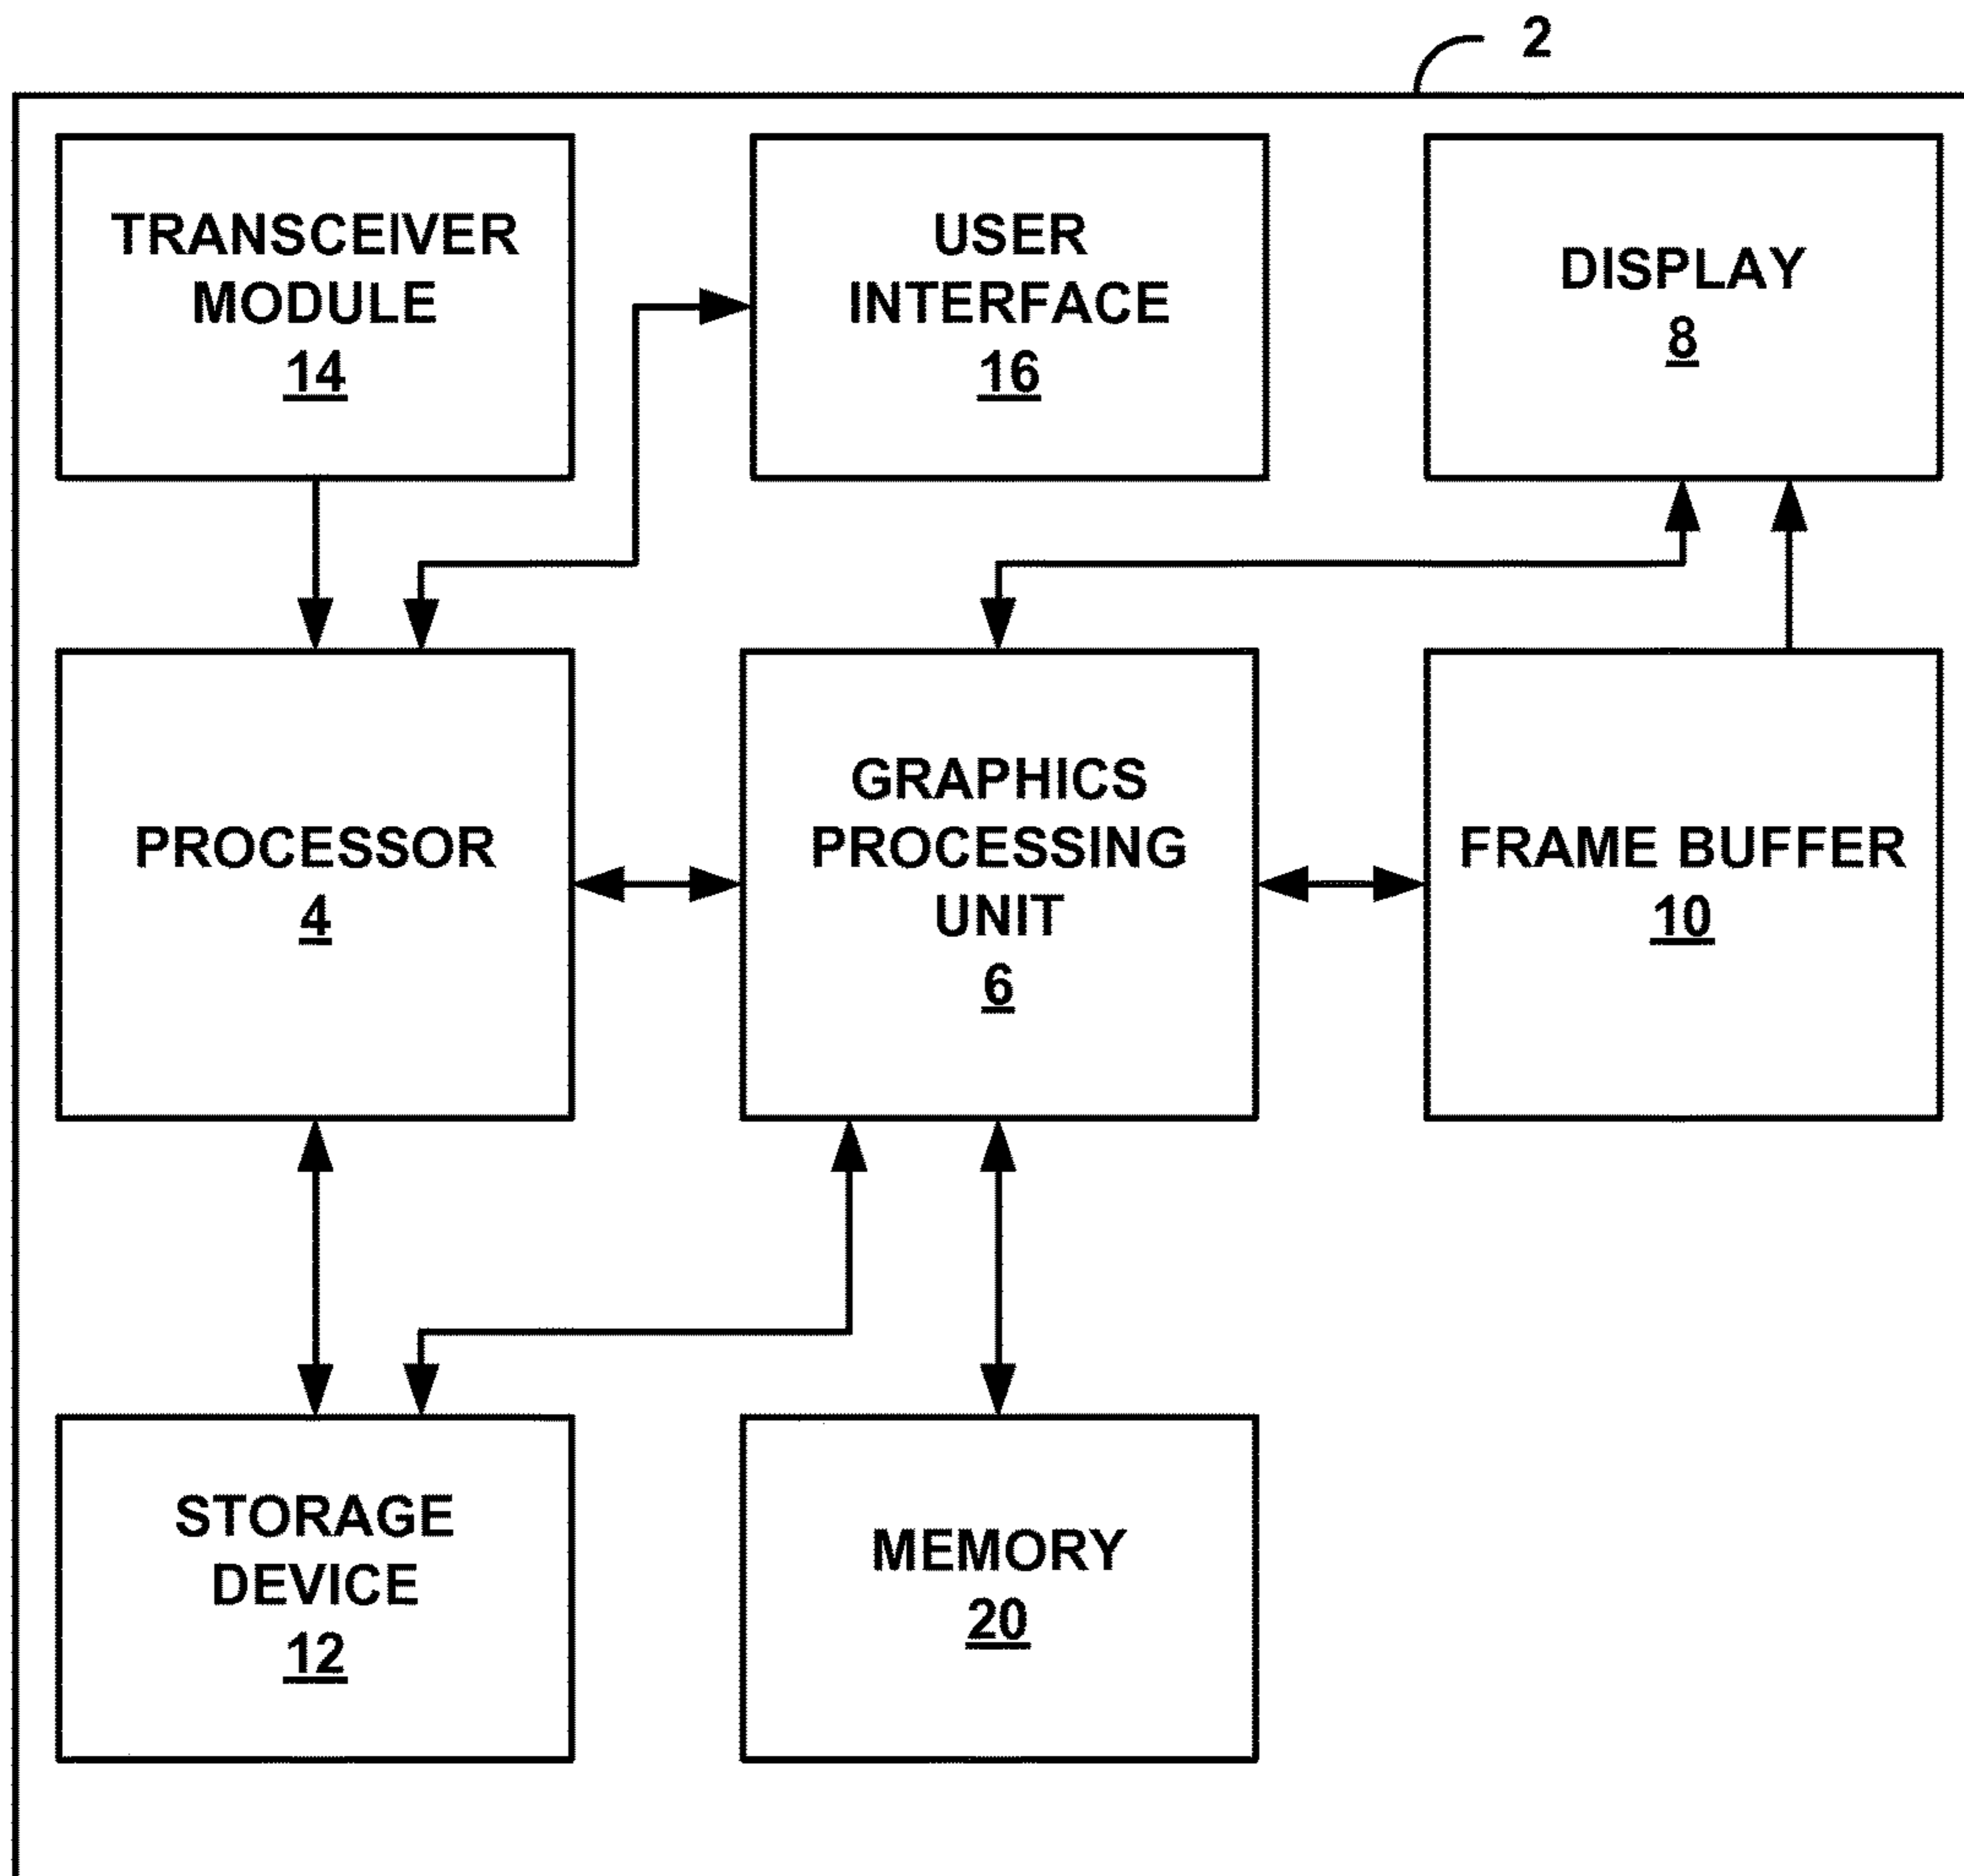 2
TRANSCEIVER
MODULE
14
USER
INTERFACE
16
DISPLAY
8
PROCESSOR
4
GRAPHICS
PROCESSING
UNIT
6
FRAME BUFFER
10
STORAGE
DEVICE
12
MEMORY
20